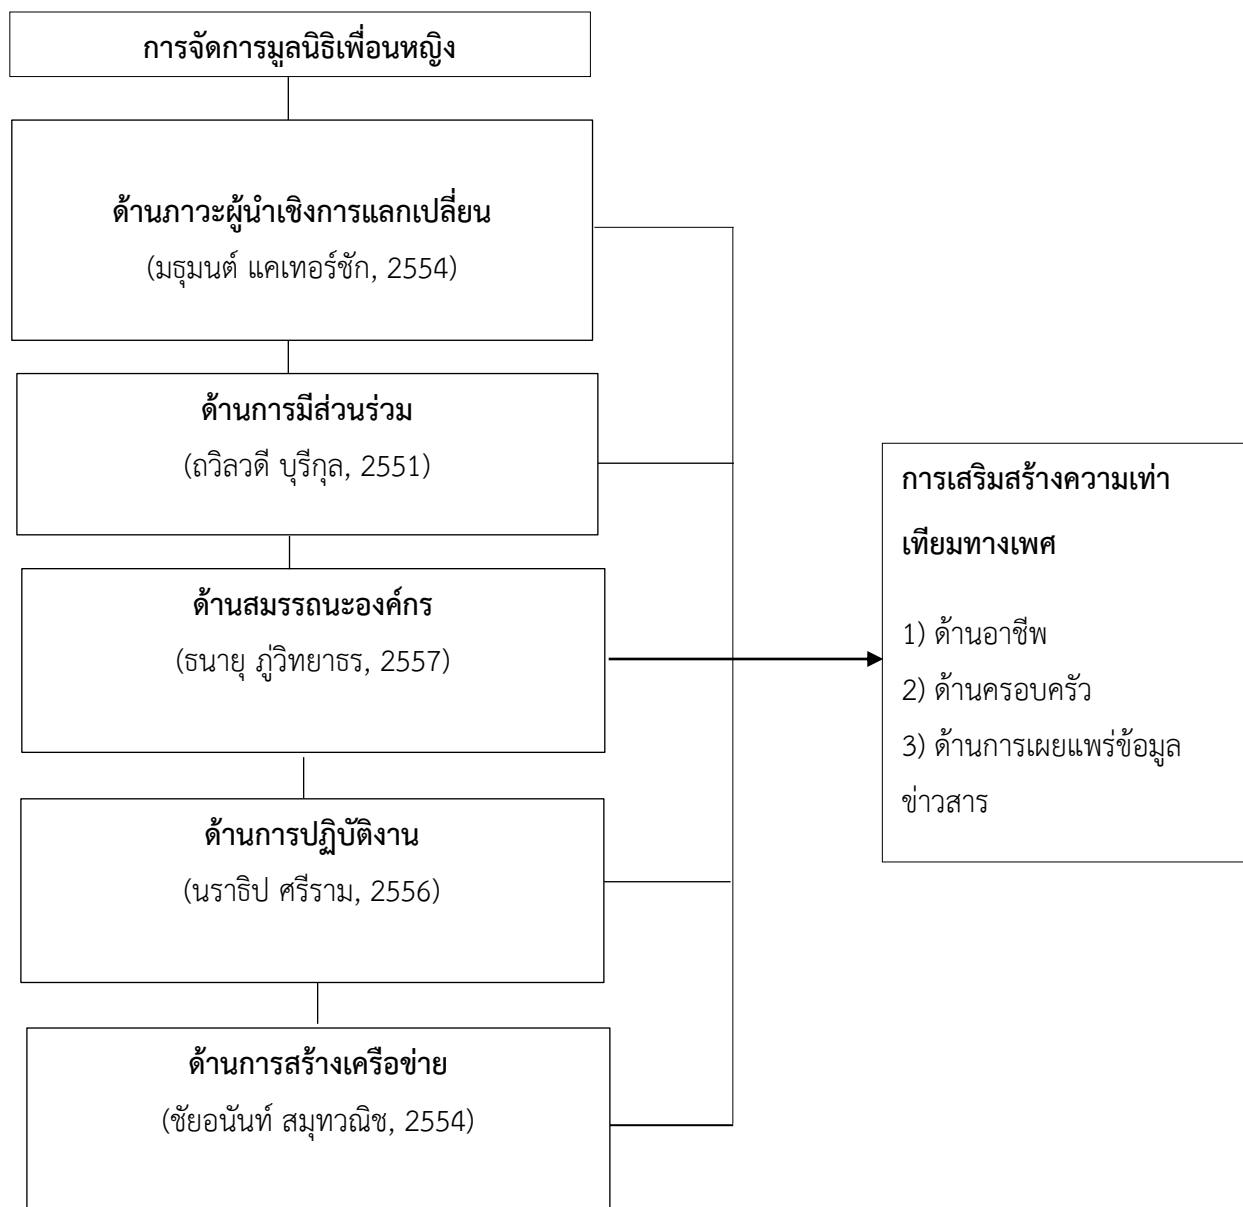 การจัดการมูลนิธิเพื่อนหญิง
ด้านภาวะผู้นำเชิงการแลกเปลี่ยน
(มธุมนต์ แคเทอร์ชัก, 2554)
ด้านการมีส่วนร่วม
(ถวิลวดี บุรีกุล, 2551)
ด้านสมรรถนะองค์กร
(ธนายุ ภู่วิทยาธร, 2557)
ด้านการปฏิบัติงาน
(นราธิป ศรีราม, 2556)
ด้านการสร้างเครือข่าย
(ชัยอนันท์ สมุทวณิช, 2554)
การเสริมสร้างความเท่า
เทียมทางเพศ
1) ด้านอาชีพ
2) ด้านครอบครัว
3) ด้านการเผยแพร่ข้อมูล
ข่าวสาร